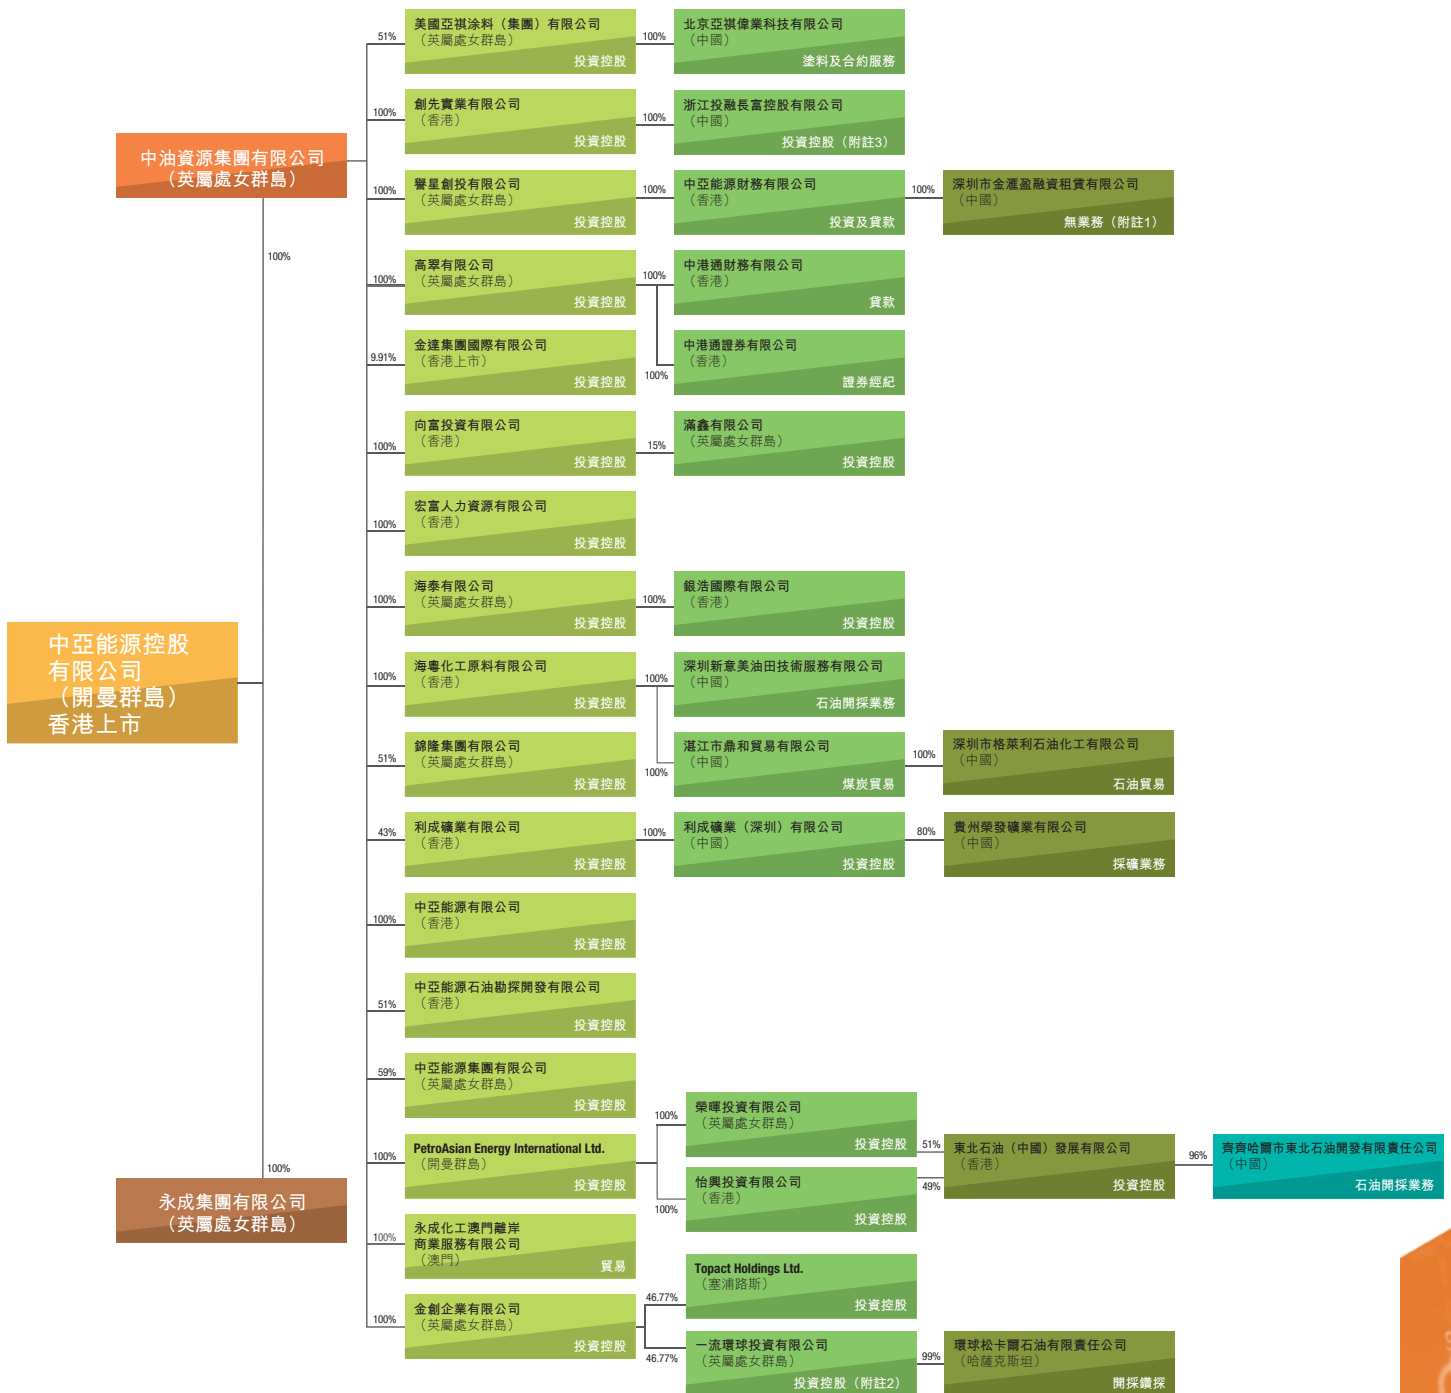 中亞能源控股
有限公司
（開曼群島）
香港上市
100%
中油資源集團有限公司
（英屬處女群島）
100%
永成集團有限公司
（英屬處女群島）
51%
美國亞祺涂料（集團）有限公司
（英屬處女群島）
投資控股
100%
北京亞祺偉業科技有限公司
（中國）
塗料及合約服務
100%
創先實業有限公司
（香港）
投資控股
100%
浙江投融長富控股有限公司
（中國）
投資控股（附註3）
100%
譽星創投有限公司
（英屬處女群島）
投資控股
100%
中亞能源財務有限公司
（香港）
投資及貸款
100%
深圳市金滙盈融資租賃有限公司
（中國）
無業務（附註1）
100%
高翠有限公司
（英屬處女群島）
投資控股
100%
中港通財務有限公司
（香港）
貸款
9.91%
金達集團國際有限公司
（香港上市）
投資控股
100%
中港通證券有限公司
（香港）
證券經紀
100%
向富投資有限公司
（香港）
投資控股
15%
滿鑫有限公司
（英屬處女群島）
投資控股
100%
宏富人力資源有限公司
（香港）
投資控股
100%
海泰有限公司
（英屬處女群島）
投資控股
100%
銀浩國際有限公司
（香港）
投資控股
100%
海粵化工原料有限公司
（香港）
投資控股
100%
深圳新意美油田技術服務有限公司
（中國）
石油開採業務
51%
錦隆集團有限公司
（英屬處女群島）
投資控股
100%
湛江市鼎和貿易有限公司
（中國）
煤炭貿易
100%
深圳市格萊利石油化工有限公司
（中國）
石油貿易
43%
利成礦業有限公司
（香港）
投資控股
100%
利成礦業（深圳）有限公司
（中國）
投資控股
80%
貴州榮發礦業有限公司
（中國）
採礦業務
100%
中亞能源有限公司
（香港）
投資控股
51%
中亞能源石油勘探開發有限公司
（香港）
投資控股
59%
中亞能源集團有限公司
（英屬處女群島）
投資控股
100%
PetroAsian Energy International Ltd.
（開曼群島）
投資控股
100%
榮暉投資有限公司
（英屬處女群島）
投資控股
100%
怡興投資有限公司
（香港）
投資控股
51%
49%
東北石油（中國）發展有限公司
（香港）
投資控股
96%
齊齊哈爾市東北石油開發有限責任公司
（中國）
石油開採業務
100%
永成化工澳門離岸
商業服務有限公司
（澳門）
貿易
100%
金創企業有限公司
（英屬處女群島）
投資控股
46.77%
Topact Holdings Ltd.
（塞浦路斯）
投資控股
46.77%
一流環球投資有限公司
（英屬處女群島）
投資控股（附註2）
99%
環球松卡爾石油有限責任公司
（哈薩克斯坦）
開採鑽探